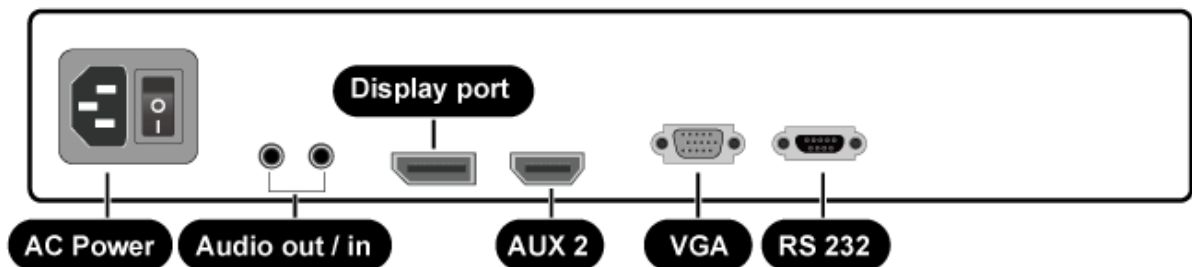 Display port
AC Power
Audio out / in
AUX 2
VGA
RS 232